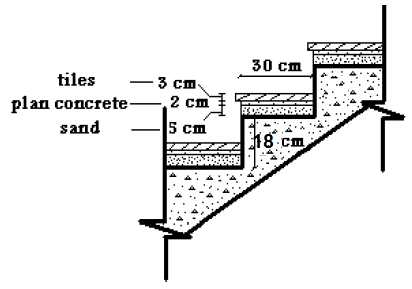 30 cm
tiles 3 cm
plan concrete 2 cm
sand 5 cm
18 cm